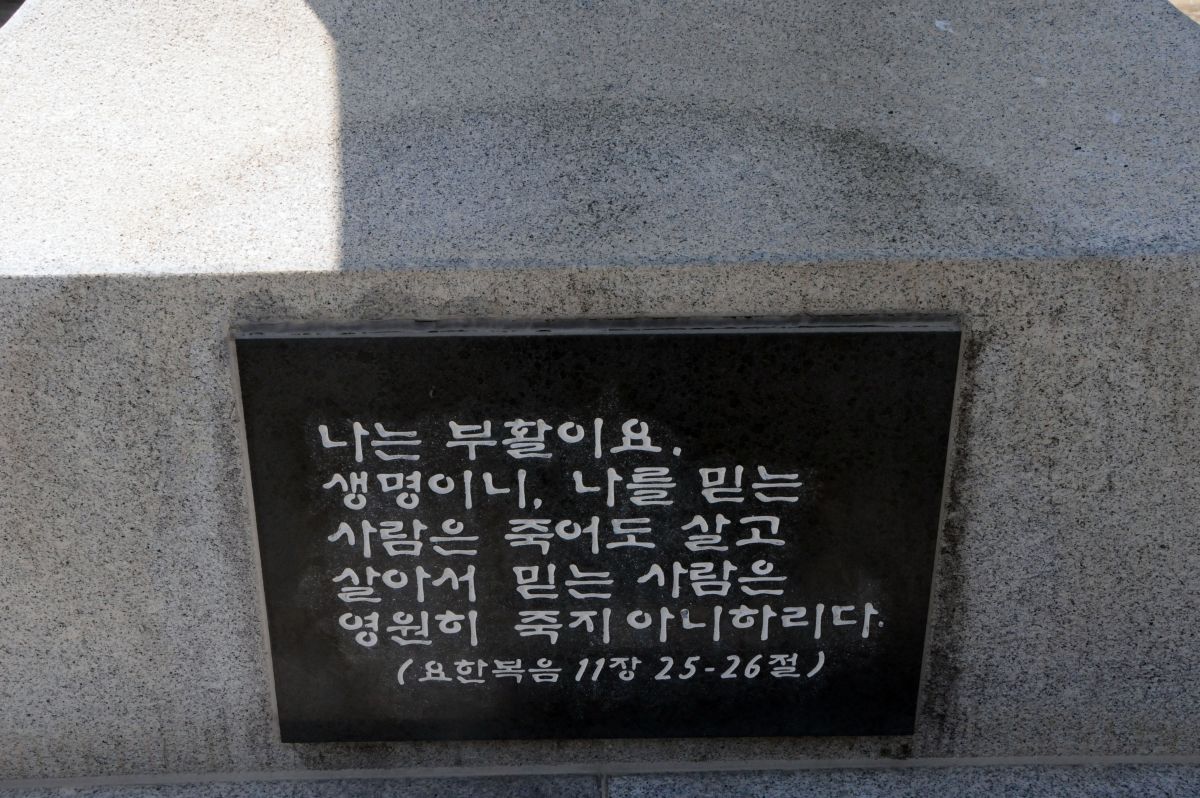 나는 부활이요.
생명이니, 나를 믿는
사람은 죽어도 살고
살아서 믿는 사람은
영원히 죽지 아니하리다.
(요한복음 11장 25-26절)